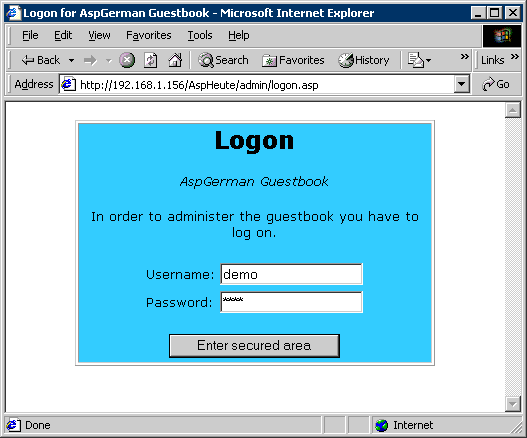 Logon for AspGerman Guestbook - Microsoft Internet Explorer
File Edit View Favorites Tools Help
Back Search Favorites History » Links »
Address http://192.168.1.156/AspHeute/admin/logon.asp Go
Logon
AspGerman Guestbook
In order to administer the guestbook you have to
log on.
Username: demo
Password: ****
Enter secured area
Done Internet